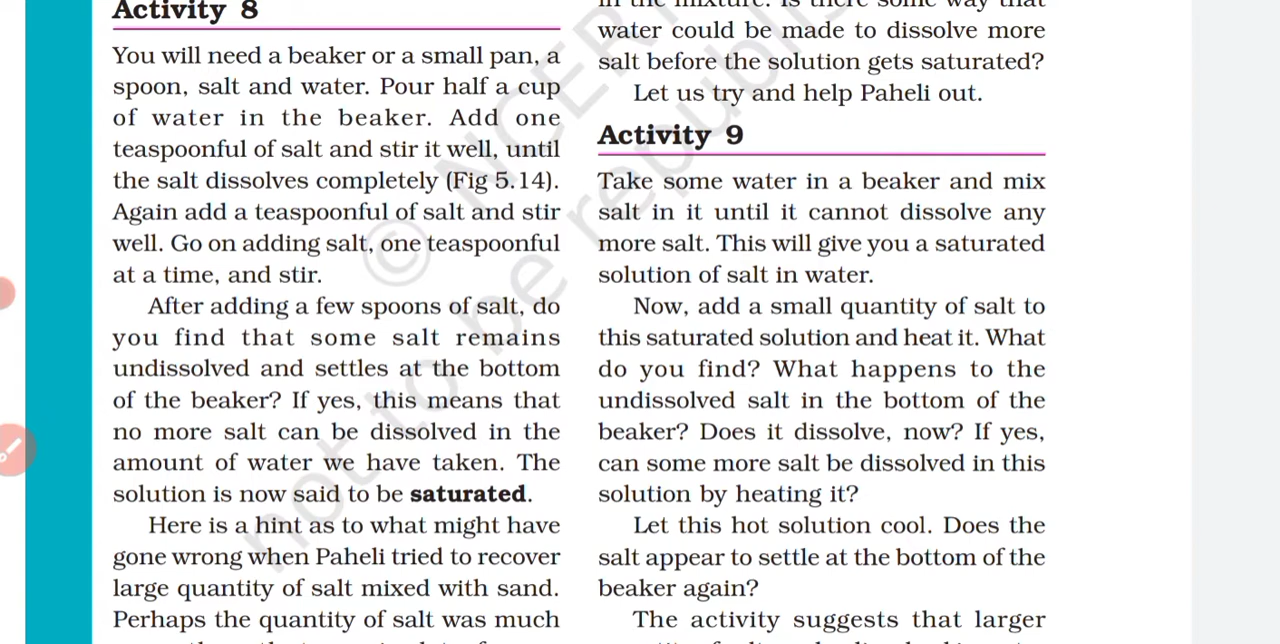 Activity 8
You will need a beaker or a small pan, a
spoon, salt and water. Pour half a cup
of water in the beaker. Add one
teaspoonful of salt and stir it well, until
the salt dissolves completely (Fig 5.14).
Again add a teaspoonful of salt and stir
well. Go on adding salt, one teaspoonful
at a time, and stir.
After adding a few spoons of salt, do
you find that some salt remains
undissolved and settles at the bottom
of the beaker? If yes, this means that
no more salt can be dissolved in the
amount of water we have taken. The
solution is now said to be saturated.
Here is a hint as to what might have
gone wrong when Paheli tried to recover
large quantity of salt mixed with sand.
Perhaps the quantity of salt was much
in the mixture. Is there some way that
water could be made to dissolve more
salt before the solution gets saturated?
Let us try and help Paheli out.
Activity 9
Take some water in a beaker and mix
salt in it until it cannot dissolve any
more salt. This will give you a saturated
solution of salt in water.
Now, add a small quantity of salt to
this saturated solution and heat it. What
do you find? What happens to the
undissolved salt in the bottom of the
beaker? Does it dissolve, now? If yes,
can some more salt be dissolved in this
solution by heating it?
Let this hot solution cool. Does the
salt appear to settle at the bottom of the
beaker again?
The activity suggests that larger
© NCERT
not to be republis